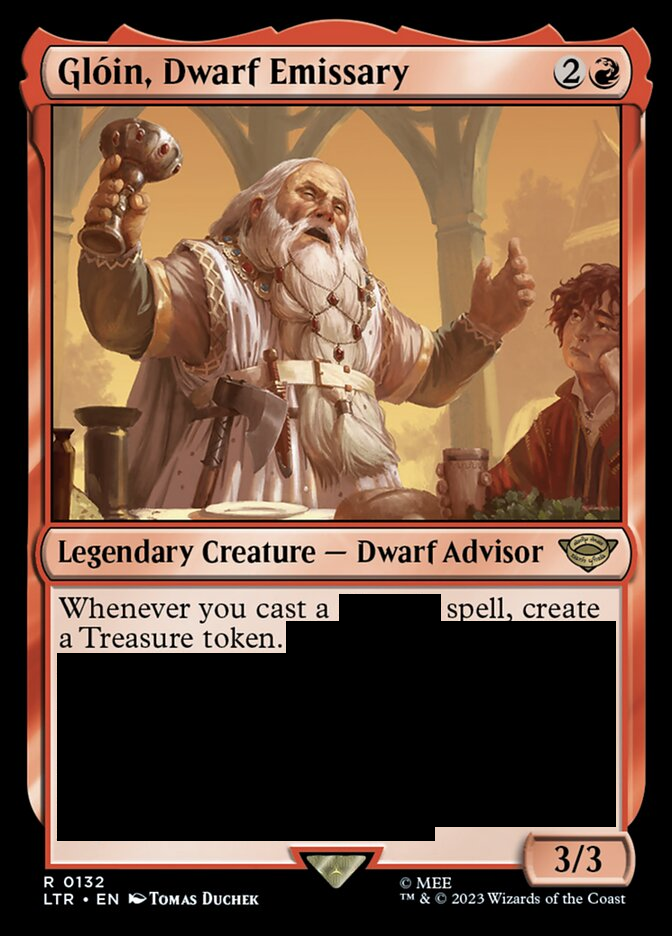 Glóin, Dwarf Emissary 2
Legendary Creature — Dwarf Advisor
Whenever you cast a spell, create
a Treasure token.
3/3
R 0132
LTR • EN Tomas Duchek
© MEE
™ & © 2023 Wizards of the Coast